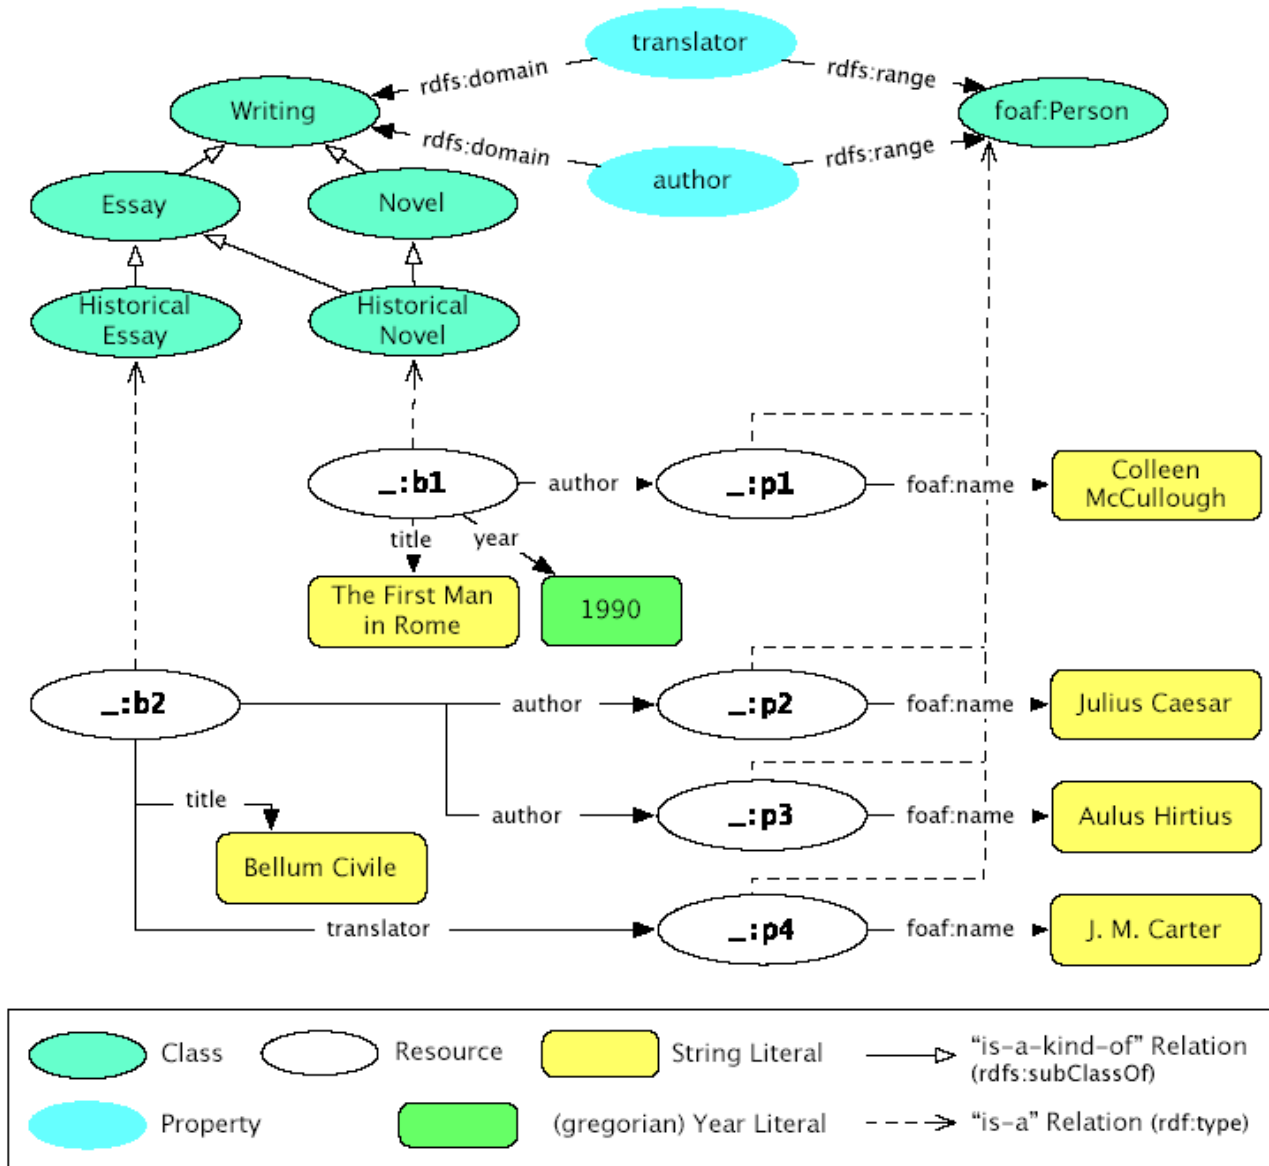 translator
rdfs:domain
rdfs:range
Writing
foaf:Person
rdfs:domain
rdfs:range
author
Essay
Novel
Historical
Essay
Historical
Novel
_:b1
author
_:p1
foaf:name
Colleen
McCullough
title
year
The First Man
in Rome
1990
_:b2
author
_:p2
foaf:name
Julius Caesar
title
author
_:p3
foaf:name
Aulus Hirtius
Bellum Civile
translator
_:p4
foaf:name
J. M. Carter
Class
Resource
String Literal
“is-a-kind-of” Relation
(rdfs:subClassOf)
Property
(gregorian) Year Literal
“is-a” Relation (rdf:type)